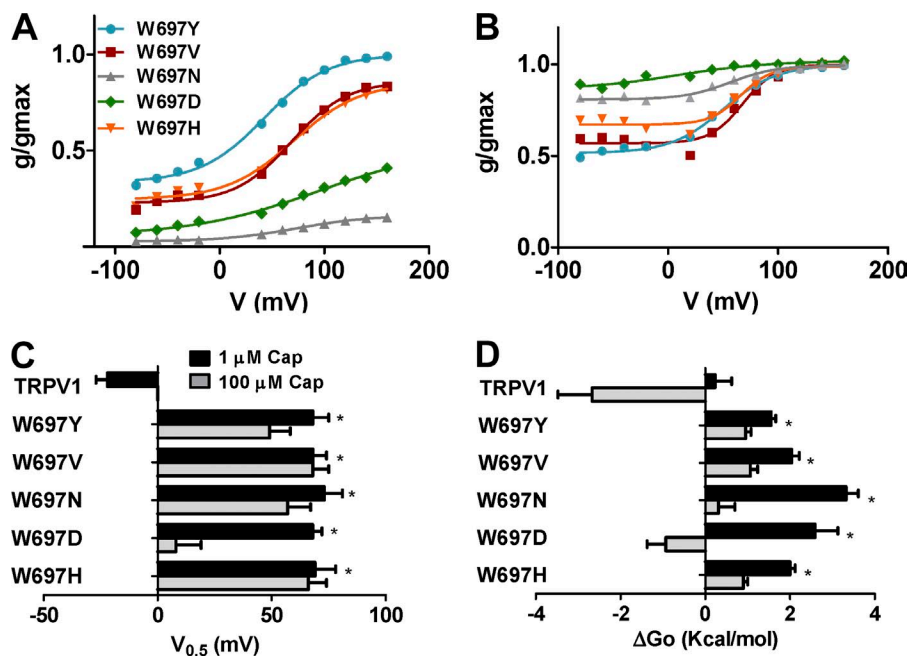 A
W697Y
W697V
W697N
W697D
W697H
g/gmax
1.0
0.5
-100
0
100
200
V (mV)
B
g/gmax
1.0
0.5
0.0
-100
0
100
200
V (mV)
C
1 μM Cap
100 μM Cap
TRPV1
W697Y
*
W697V
*
W697N
*
W697D
*
W697H
*
-50
0
50
100
V0.5 (mV)
D
TRPV1
W697Y
*
W697V
*
W697N
*
W697D
*
W697H
*
-4
-2
0
2
4
ΔGo (Kcal/mol)